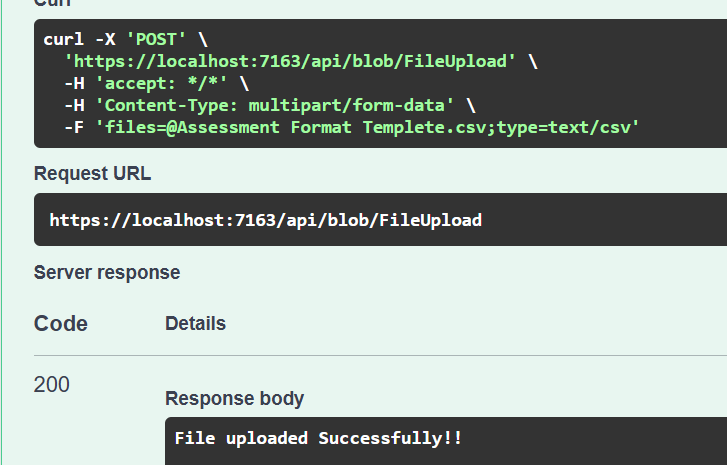 Curl
curl -X 'POST' \
'https://localhost:7163/api/blob/FileUpload' \
-H 'accept: */*' \
-H 'Content-Type: multipart/form-data' \
-F 'files=@Assessment Format Templete.csv;type=text/csv'
Request URL
https://localhost:7163/api/blob/FileUpload
Server response
Code Details
200
Response body
File uploaded Successfully!!